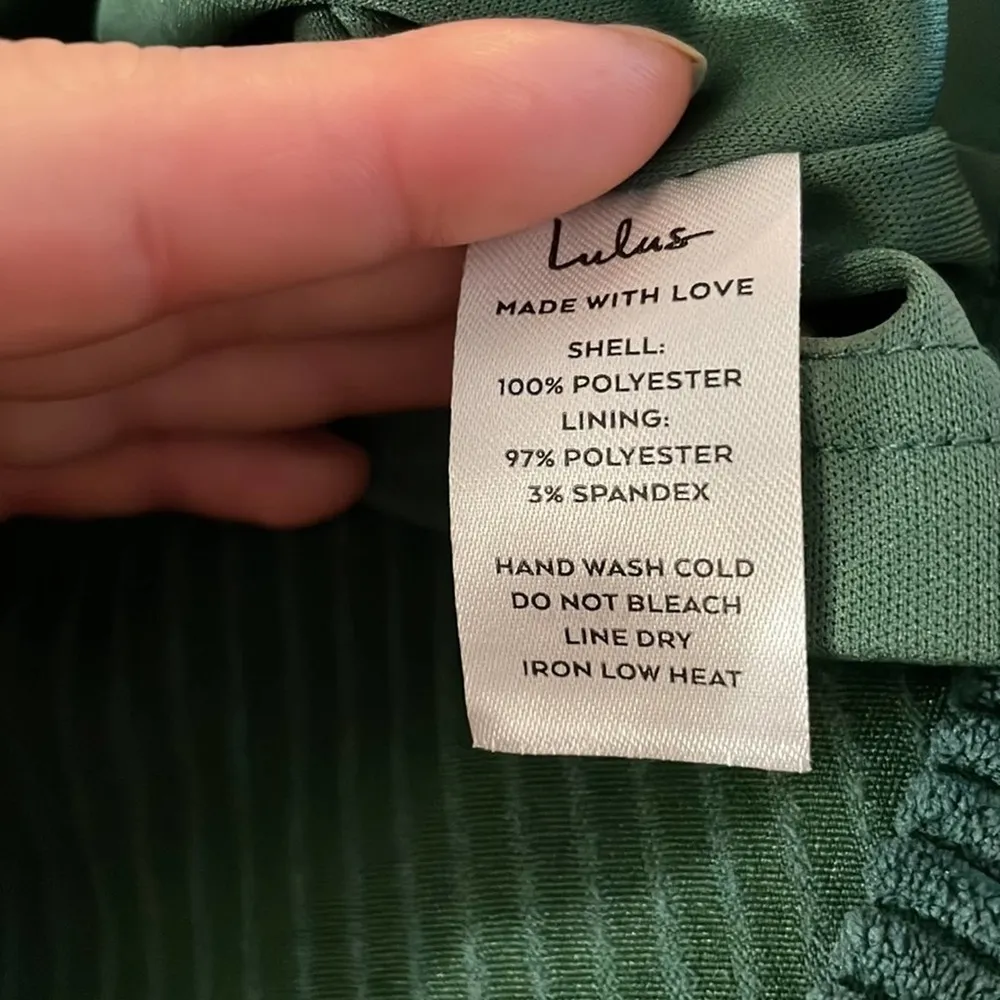 Lulus
MADE WITH LOVE
SHELL:
100% POLYESTER
LINING:
97% POLYESTER
3% SPANDEX
HAND WASH COLD
DO NOT BLEACH
LINE DRY
IRON LOW HEAT